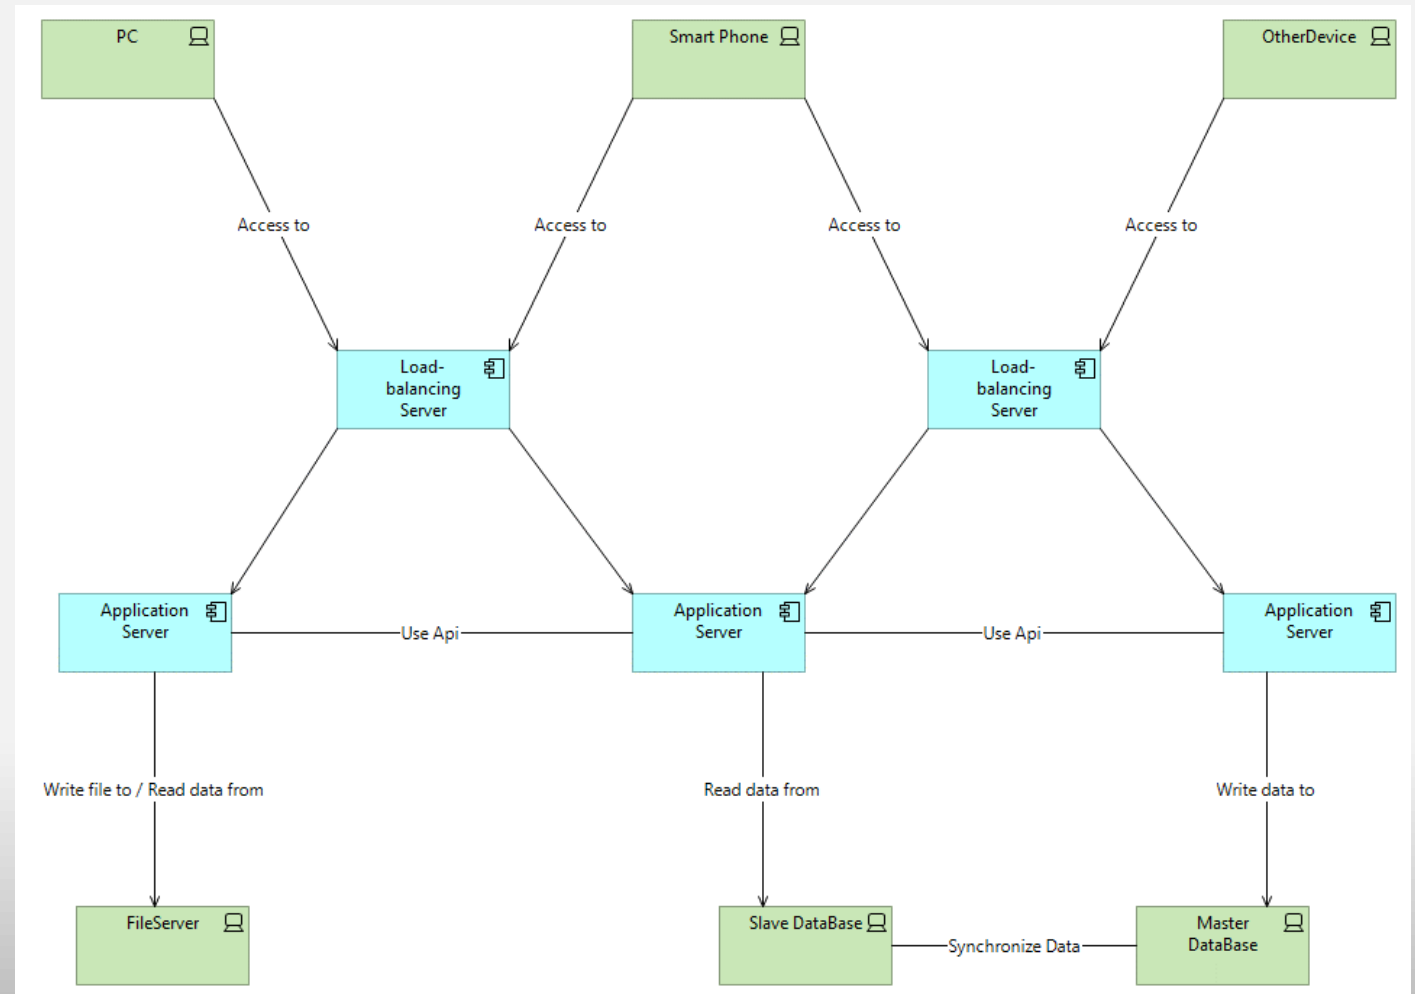 PC
Smart Phone
OtherDevice
Access to
Access to
Access to
Access to
Load-
balancing
Server
Load-
balancing
Server
Application
Server
Application
Server
Application
Server
Use Api
Use Api
Write file to / Read data from
Read data from
Write data to
FileServer
Slave DataBase
Master
DataBase
Synchronize Data